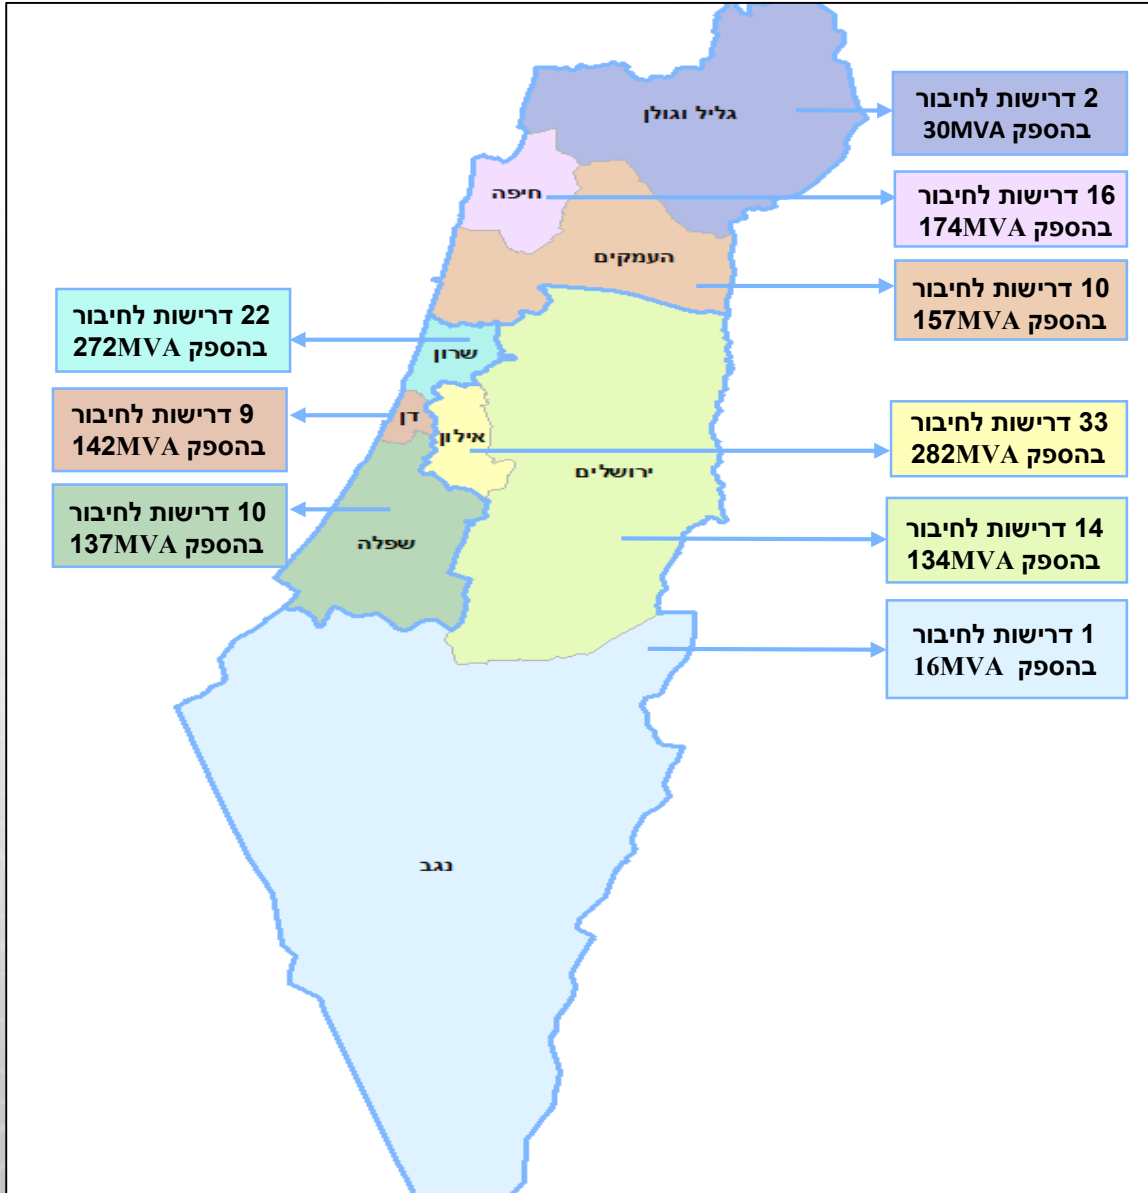 גליל וגולן
2 דרישות לחיבור
בהספק 30MVA
חיפה
16 דרישות לחיבור
בהספק 174MVA
העמקים
10 דרישות לחיבור
בהספק 157MVA
22 דרישות לחיבור
בהספק 272MVA
שרון
9 דרישות לחיבור
בהספק 142MVA
דן
אילון
33 דרישות לחיבור
בהספק 282MVA
ירושלים
10 דרישות לחיבור
בהספק 137MVA
שפלה
14 דרישות לחיבור
בהספק 134MVA
1 דרישות לחיבור
בהספק 16MVA
נגב